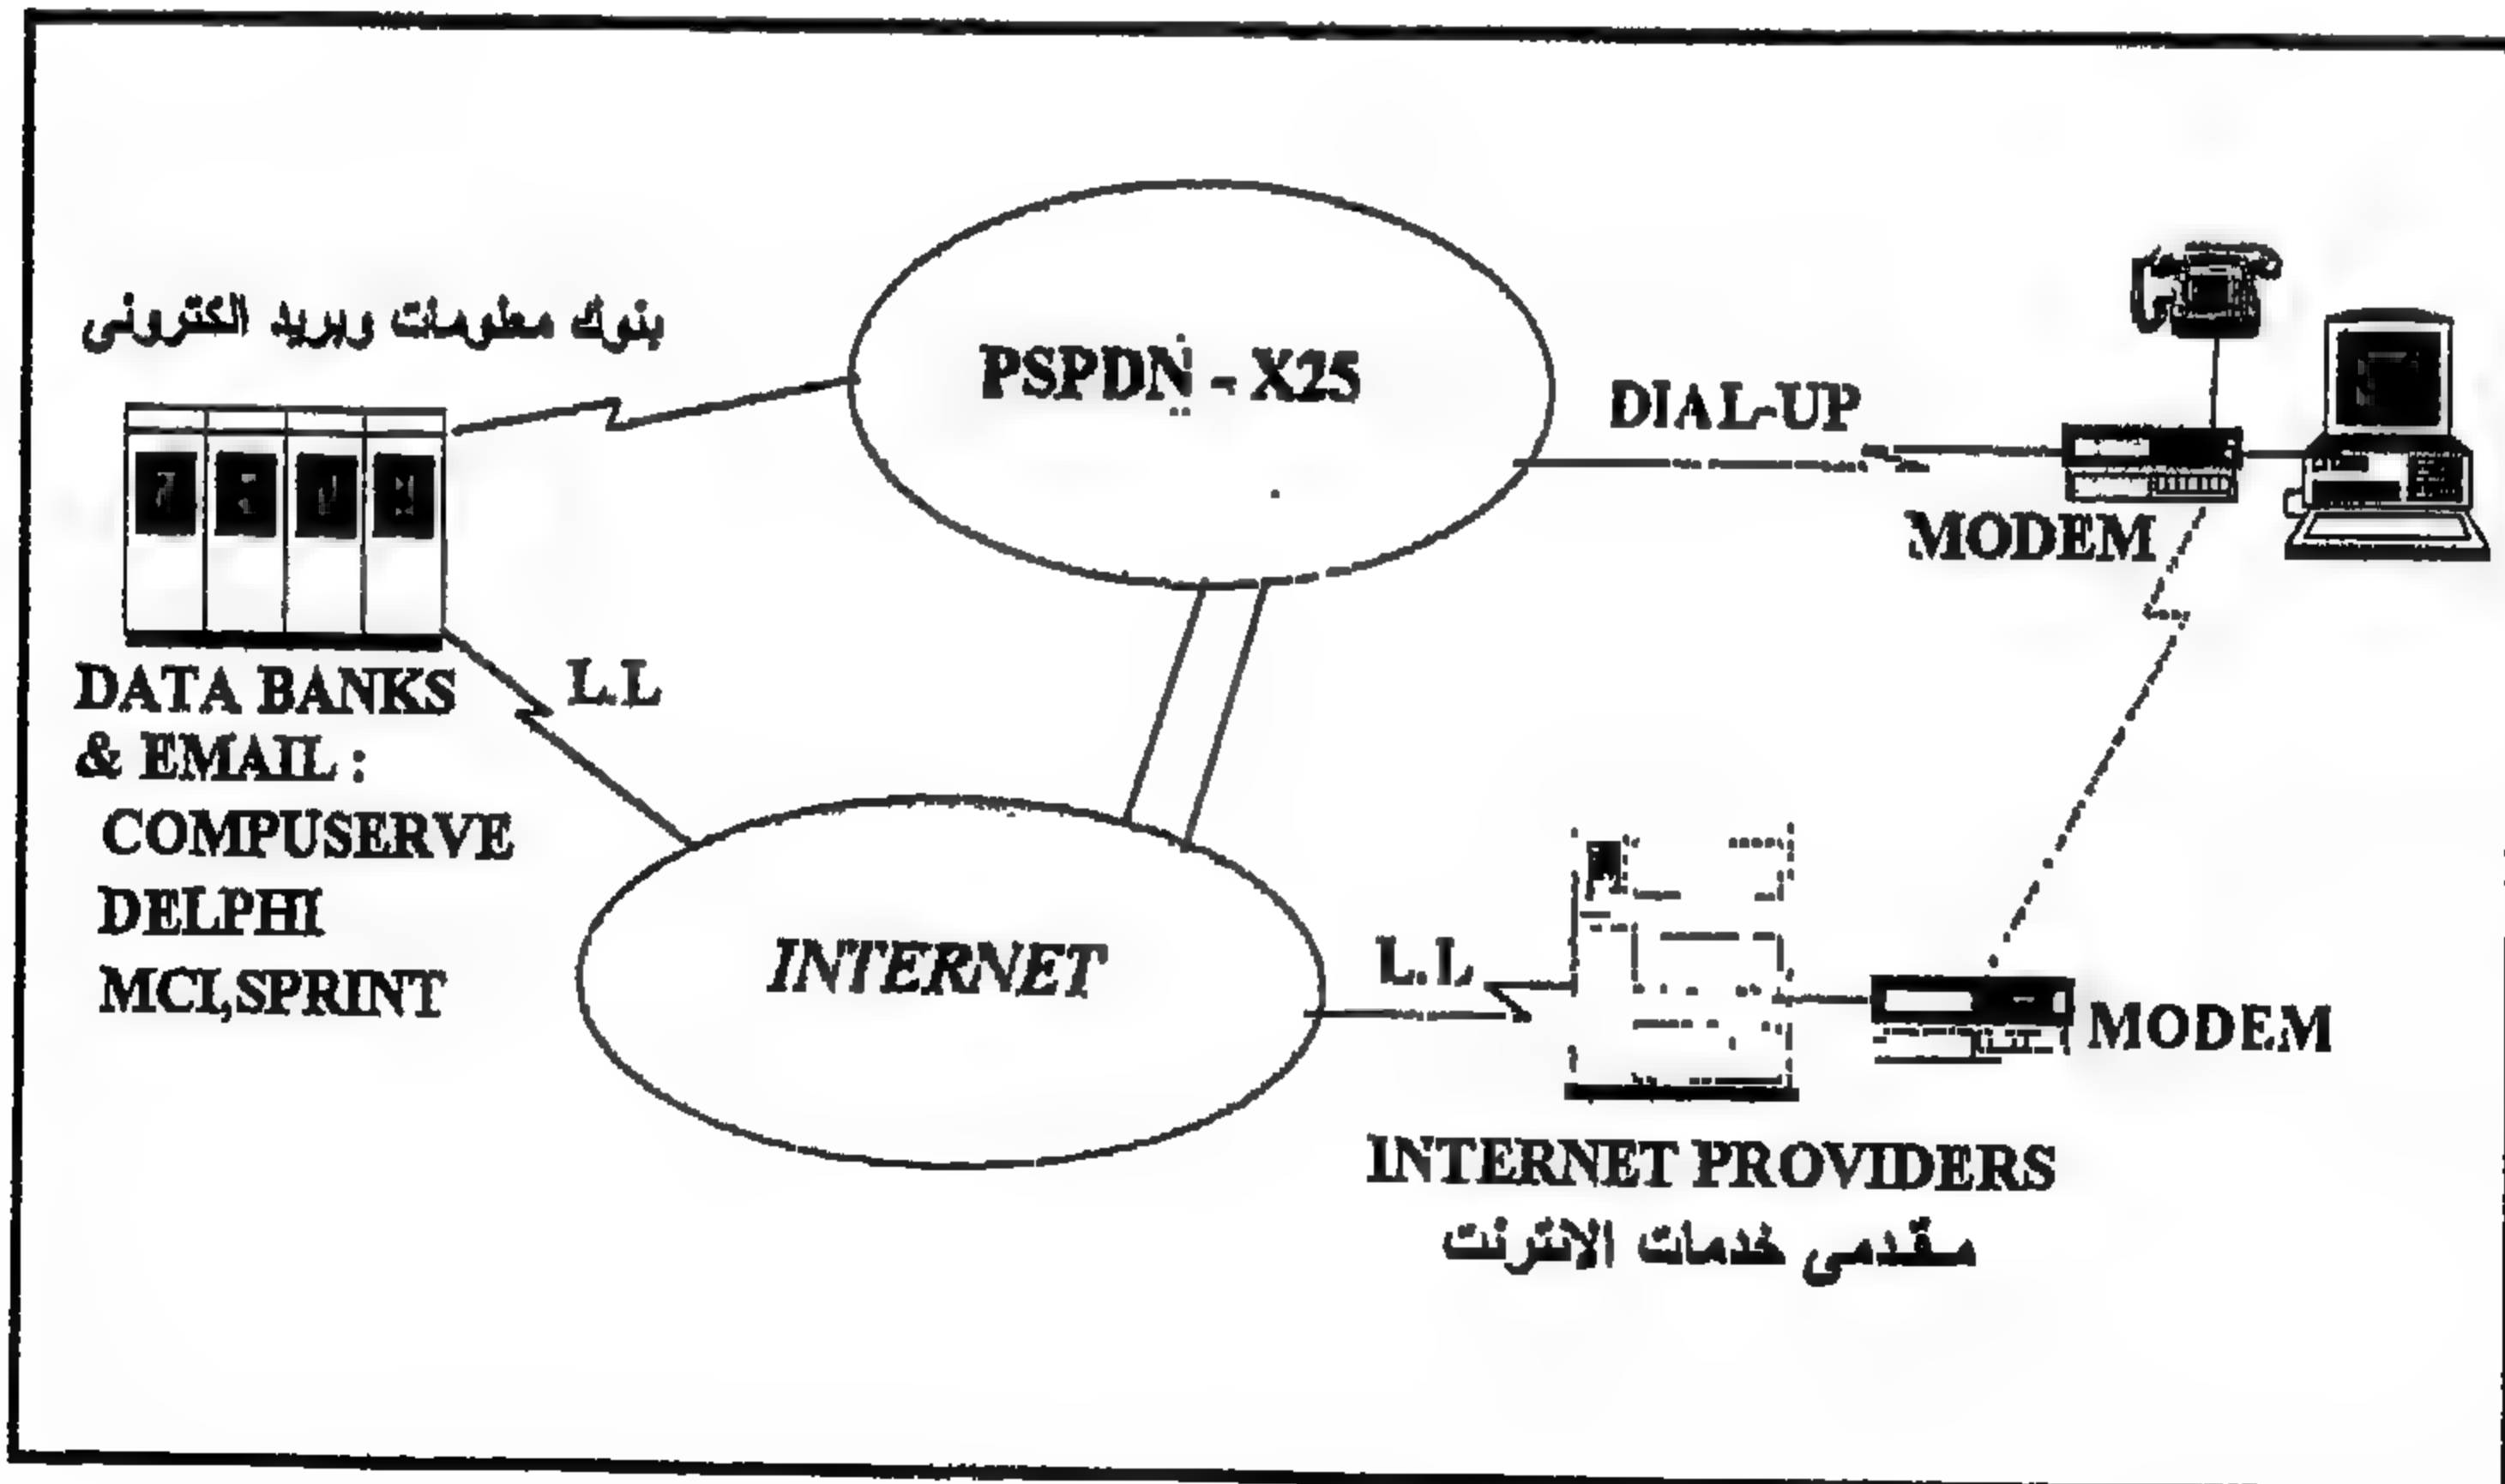 بنوك معلومات وبريد الكترونى
PSPDN - X25
DIAL-UP
MODEM
L.L
DATA BANKS
& EMAIL :
COMPUSERVE
DELPHI
MCI,SPRINT
INTERNET
L.L
MODEM
INTERNET PROVIDERS
مقدمى خدمات الانترنت